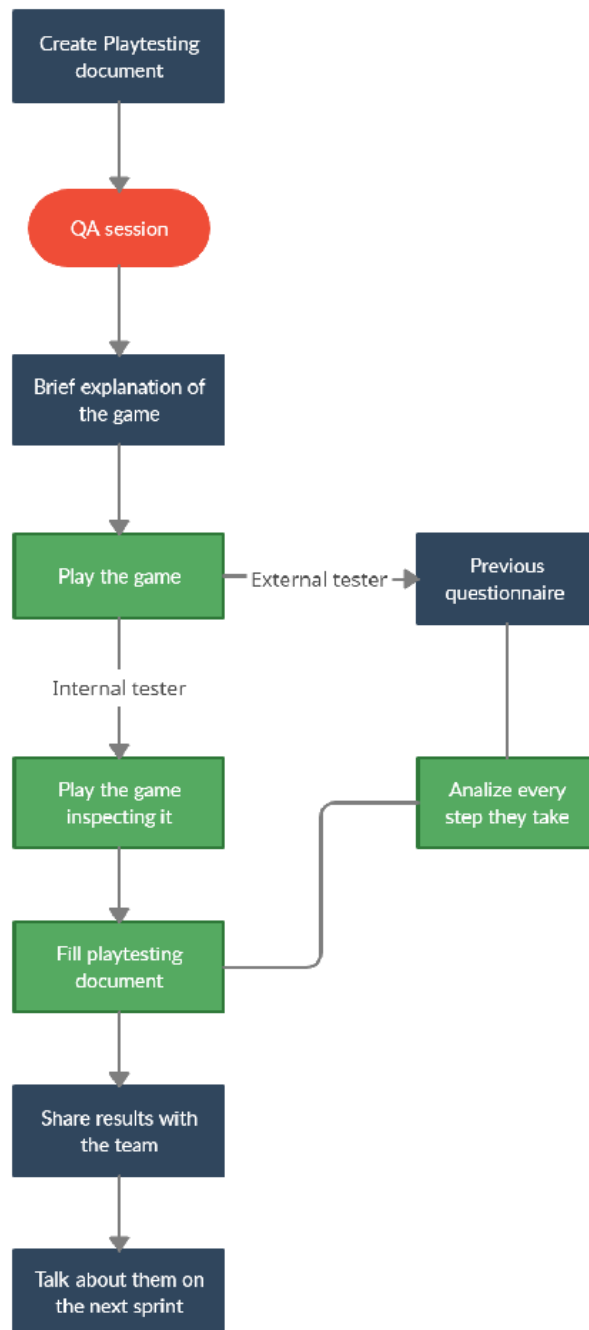 Create Playtesting
document
QA session
Brief explanation of
the game
Play the game
External tester
Previous
questionnaire
Internal tester
Play the game
inspecting it
Analize every
step they take
Fill playtesting
document
Share results with
the team
Talk about them on
the next sprint